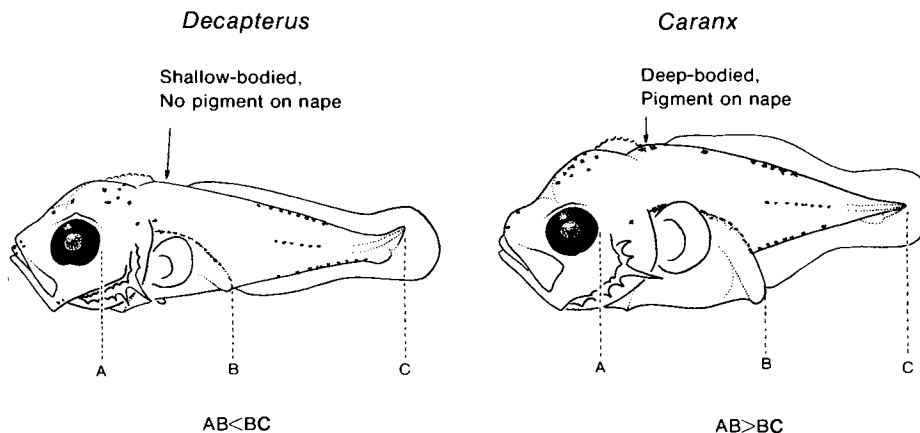 Decapterus
Shallow-bodied,
No pigment on nape
A
B
C
AB<BC
Caranx
Deep-bodied,
Pigment on nape
A
B
C
AB>BC